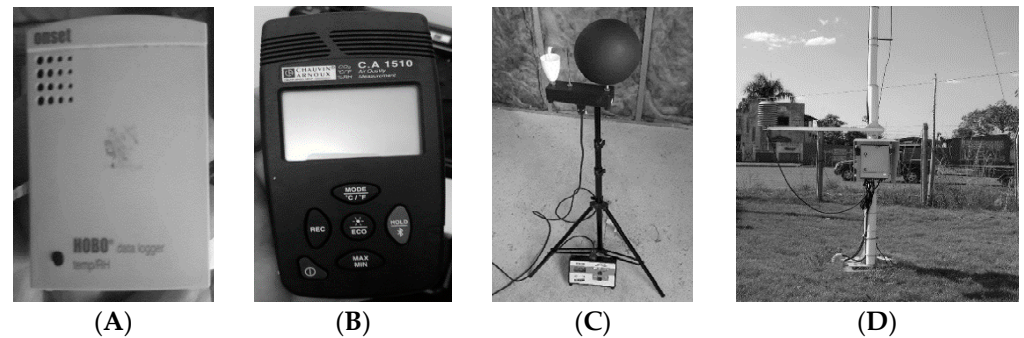 onset
HOBO® data logger
temp/RH
CHAUVIN
ARNOUX
CO₂
°C/°F
%RH
C.A 1510
Air Quality
Measurement
MODE
°C / °F
REC
ECO
HOLD
MAX
MIN
(A)
(B)
(C)
(D)